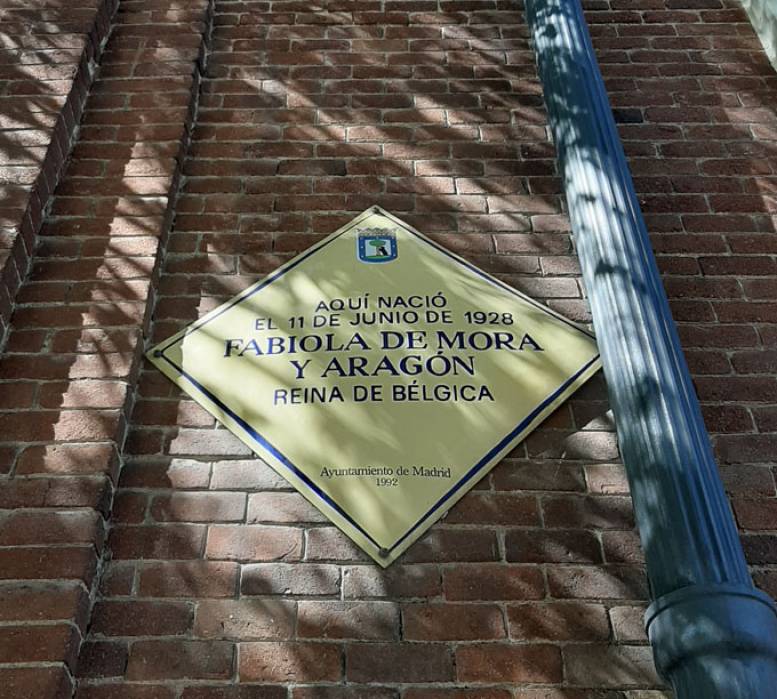 AQUÍ NACIÓ
EL 11 DE JUNIO DE 1928
FABIOLA DE MORA
Y ARAGÓN
REINA DE BÉLGICA
Ayuntamiento de Madrid
1992